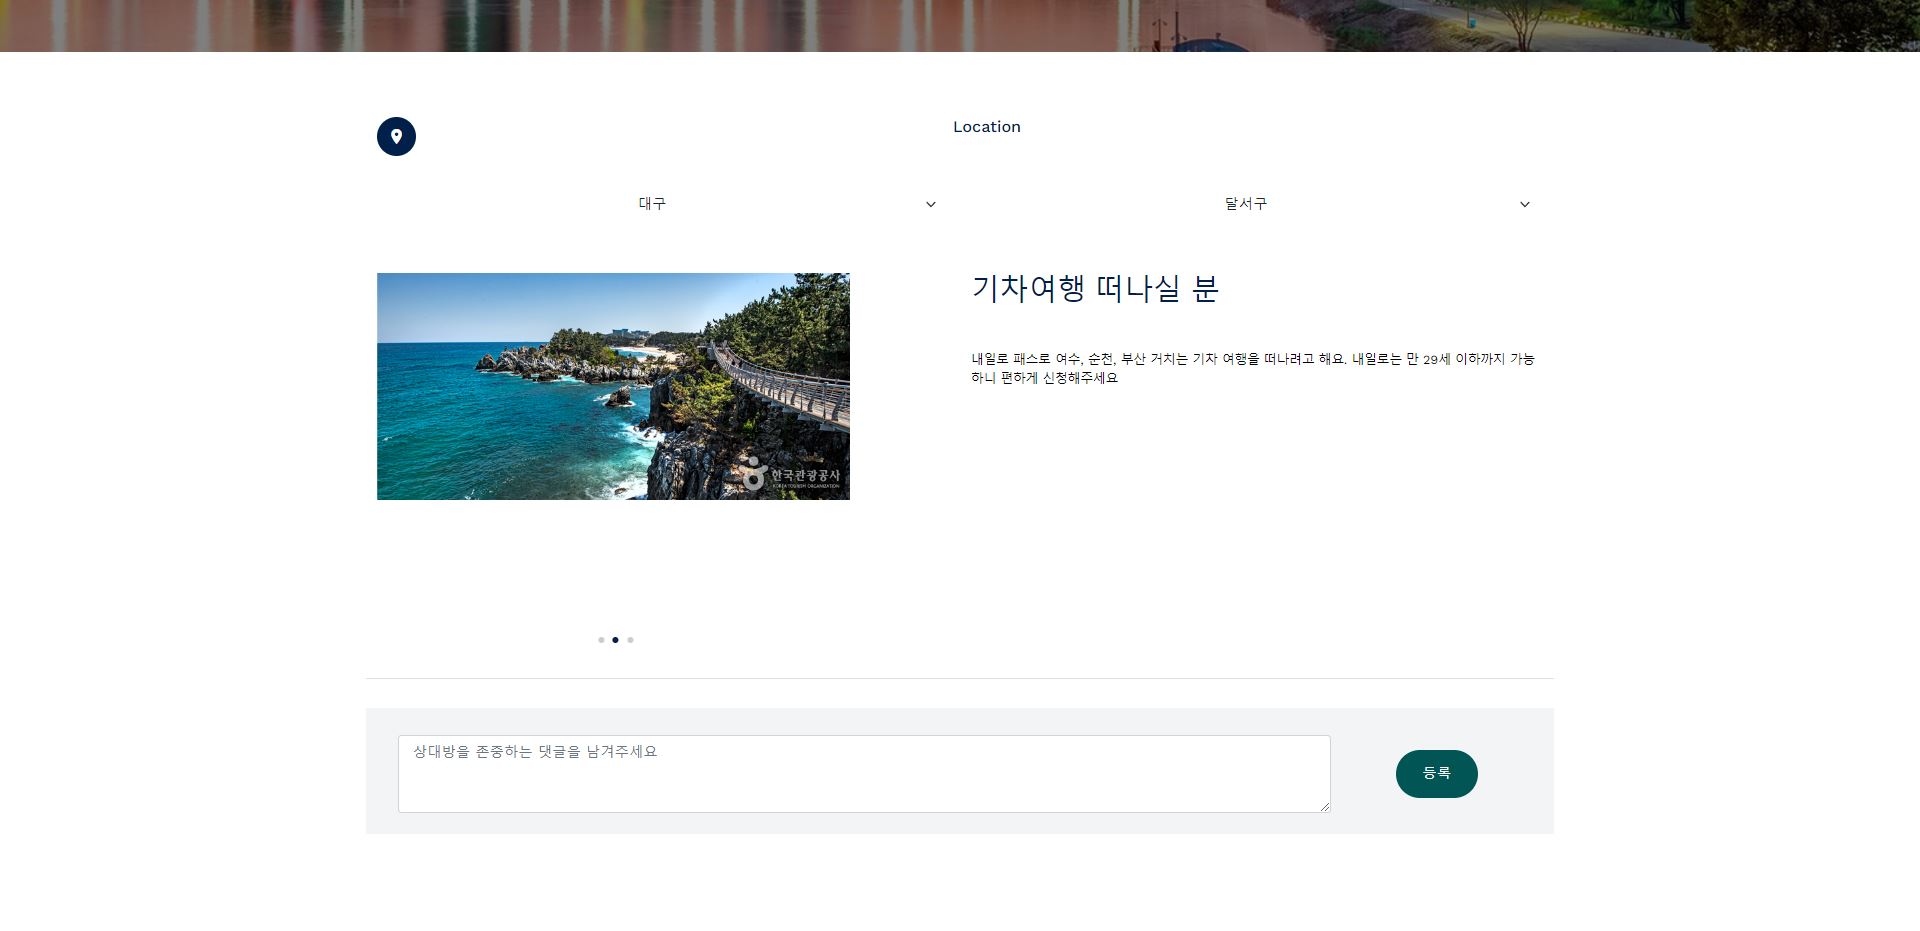 Location
대구
달서구
기차여행 떠나실 분
내일로 패스로 여수, 순천, 부산 거치는 기차 여행을 떠나려고 해요. 내일로는 만 29세 이하까지 가능
하니 편하게 신청해주세요
한국관광공사
KOREA TOURISM ORGANIZATION
상대방을 존중하는 댓글을 남겨주세요
등록